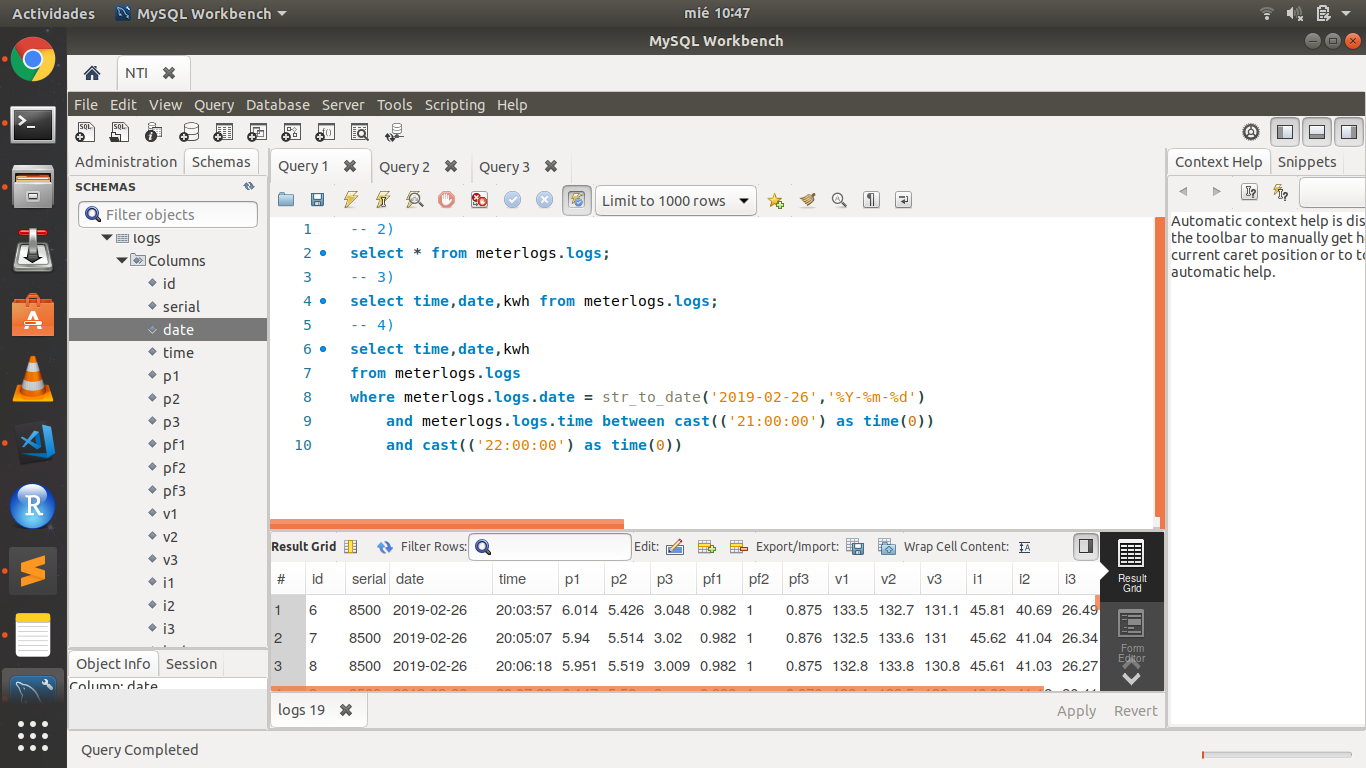 Actividades MySQL Workbench mié 10:47
MySQL Workbench
NTI
File Edit View Query Database Server Tools Scripting Help
Administration Schemas Query 1 Query 2 Query 3 Context Help Snippets
SCHEMAS
Filter objects
Limit to 1000 rows
logs
Columns
id
serial
date
time
p1
p2
p3
pf1
pf2
pf3
v1
v2
v3
i1
i2
i3
Object Info Session
Column: date
1 -- 2)
2 select * from meterlogs.logs;
3 -- 3)
4 select time,date,kwh from meterlogs.logs;
5 -- 4)
6 select time,date,kwh
7 from meterlogs.logs
8 where meterlogs.logs.date = str_to_date('2019-02-26','%Y-%m-%d')
9 and meterlogs.logs.time between cast(('21:00:00') as time(0))
10 and cast(('22:00:00') as time(0))
Automatic context help is dis
the toolbar to manually get h
current caret position or to to
automatic help.
Result Grid Filter Rows: Edit: Export/Import: Wrap Cell Content:
# id serial date time p1 p2 p3 pf1 pf2 pf3 v1 v2 v3 i1 i2 i3
1 6 8500 2019-02-26 20:03:57 6.014 5.426 3.048 0.982 1 0.875 133.5 132.7 131.1 45.81 40.69 26.49
2 7 8500 2019-02-26 20:05:07 5.94 5.514 3.02 0.982 1 0.876 132.5 133.6 131 45.62 41.04 26.34
3 8 8500 2019-02-26 20:06:18 5.951 5.519 3.009 0.982 1 0.875 132.8 133.8 130.8 45.61 41.03 26.27
Result
Grid
Form
Editor
logs 19 Apply Revert
Query Completed